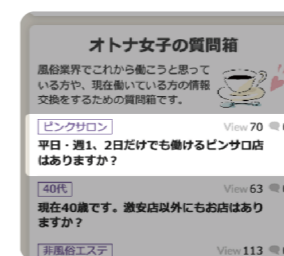 オトナ女子の質問箱
風俗業界でこれから働こうと思って
いる方や、現在働いている方の情報
交換をするための質問箱です。
ピンクサロン
View 70
平日・週1、2日だけでも働けるピンサロ店
はありますか？
40代
View 63
現在40歳です。激安店以外にもお店はあり
ますか？
非風俗エステ
View 113